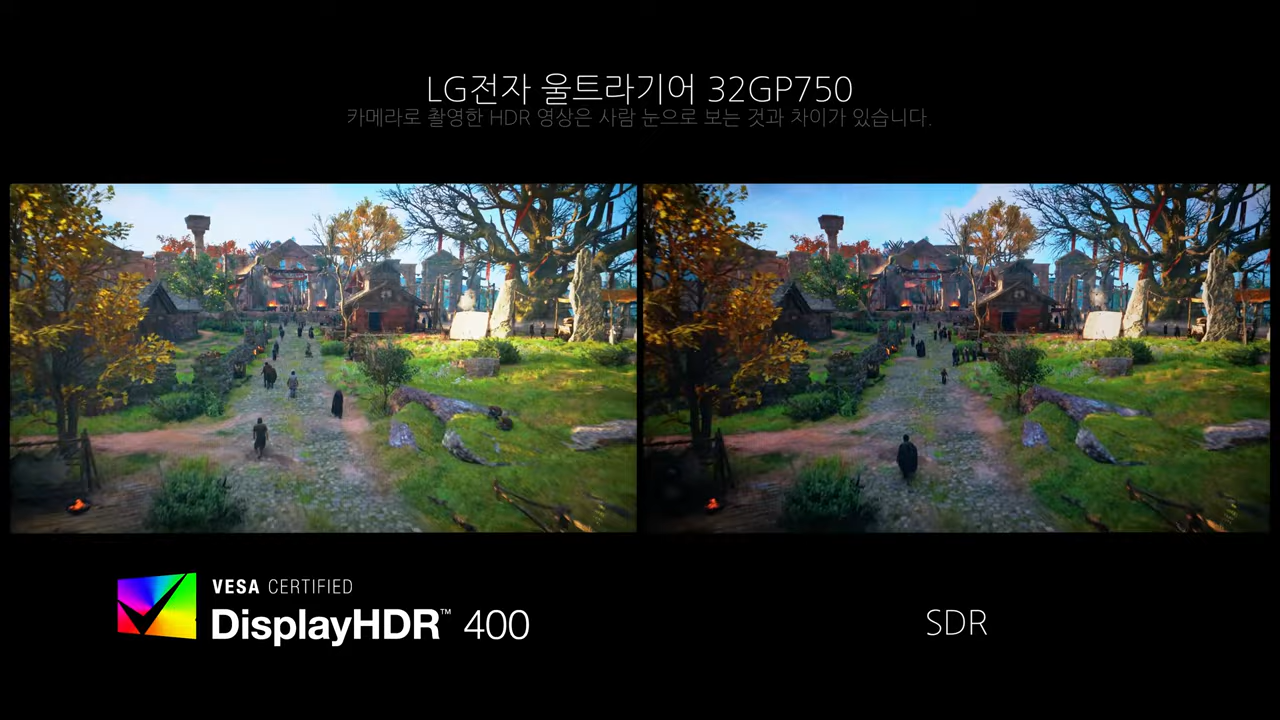 LG전자 울트라기어 32GP750
카메라로 촬영한 HDR 영상은 사람 눈으로 보는 것과 차이가 있습니다.
VESA CERTIFIED
DisplayHDR™ 400
SDR